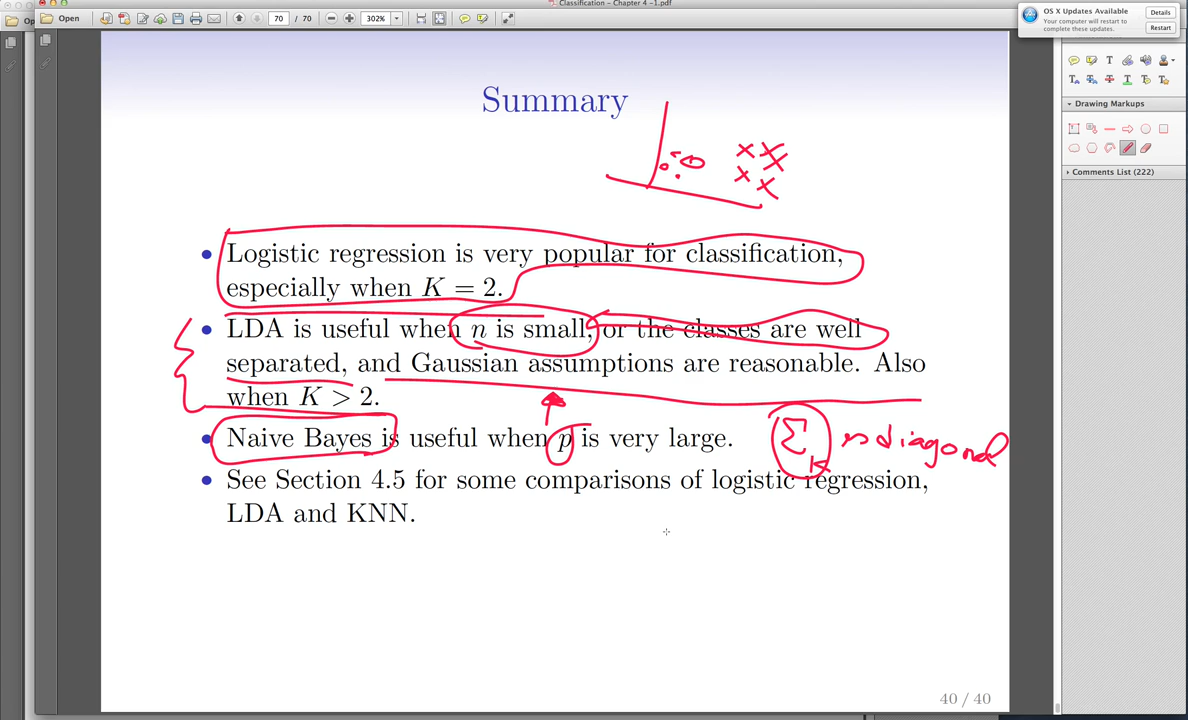 Classification – Chapter 4 –1.pdf
Open
70 / 70
302%
OS X Updates Available
Your computer will restart to complete these updates.
Details
Restart
Drawing Markups
Comments List (222)
Summary
x x x x x
• Logistic regression is very popular for classification,
especially when K = 2.
• LDA is useful when n is small, or the classes are well
separated, and Gaussian assumptions are reasonable. Also
when K > 2.
• Naive Bayes is useful when p is very large.
Σ_K is diagonal
• See Section 4.5 for some comparisons of logistic regression,
LDA and KNN.
40 / 40